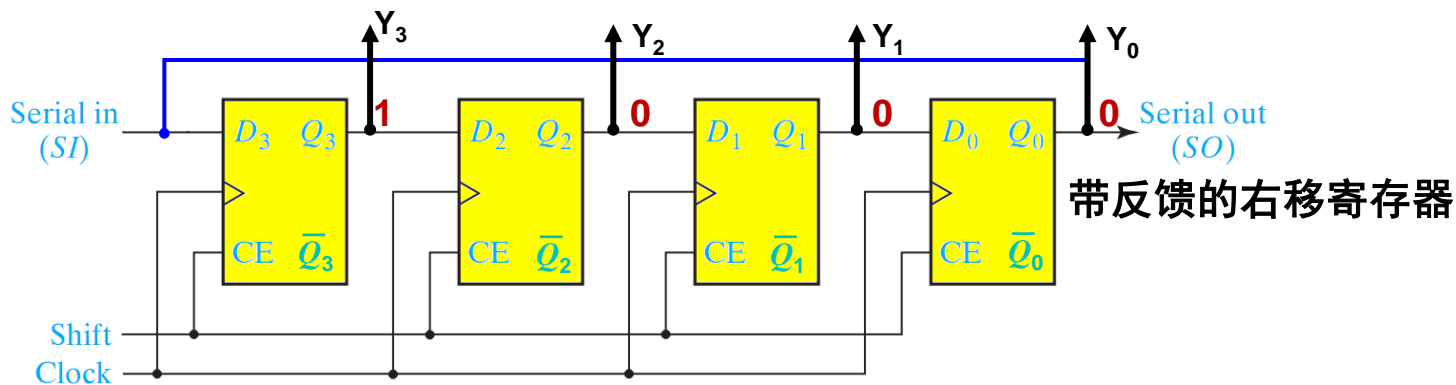 Y₃ Y₂ Y₁ Y₀
Serial in
(SI)
D₃ Q₃ 1 D₂ Q₂ 0 D₁ Q₁ 0 D₀ Q₀ 0
Serial out
(SO)
带反馈的右移寄存器
CE Q̅₃ CE Q̅₂ CE Q̅₁ CE Q̅₀
Shift
Clock